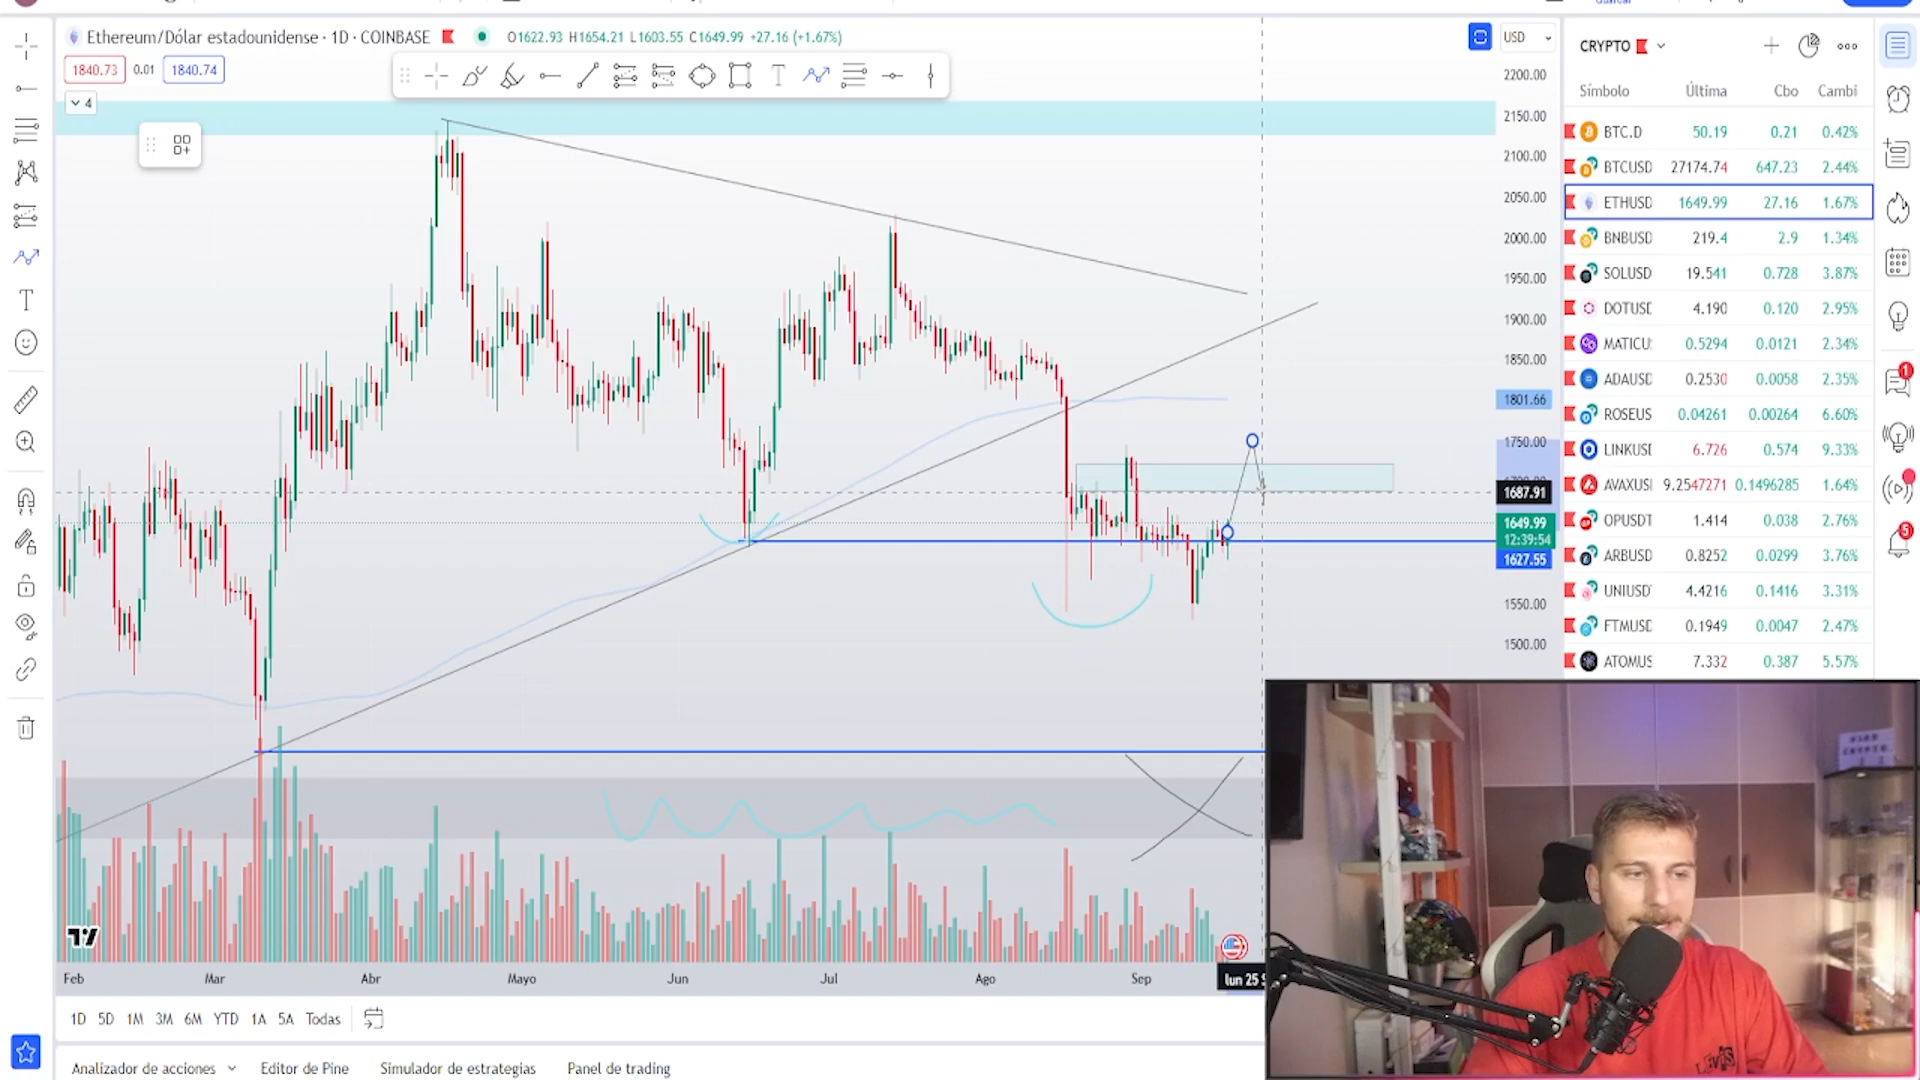 Ethereum/Dólar estadounidense · 1D · COINBASE
O1622.93 H1654.21 L1603.55 C1649.99 +27.16 (+1.67%)
1840.73 0.01 1840.74
4
USD
2200.00
2150.00
2100.00
2050.00
2000.00
1950.00
1900.00
1850.00
1801.66
1750.00
1687.91
1649.99
12:39:54
1627.55
1550.00
1500.00
CRYPTO
Símbolo Última Cbo Cambi
BTC.D 50.19 0.21 0.42%
BTCUSD 27174.74 647.23 2.44%
ETHUSD 1649.99 27.16 1.67%
BNBUSD 219.4 2.9 1.34%
SOLUSD 19.541 0.728 3.87%
DOTUSD 4.190 0.120 2.95%
MATICU 0.5294 0.0121 2.34%
ADAUSD 0.2530 0.0058 2.35%
ROSEUS 0.04261 0.00264 6.60%
LINKUSI 6.726 0.574 9.33%
AVAXUSI 9.2547271 0.1496285 1.64%
OPUSDT 1.414 0.038 2.76%
ARBUSD 0.8252 0.0299 3.76%
UNIUSD 4.4216 0.1416 3.31%
FTMUSD 0.1949 0.0047 2.47%
ATOMUS 7.332 0.387 5.57%
1
5
Feb Mar Abr Mayo Jun Jul Ago Sep lun 25
1D 5D 1M 3M 6M YTD 1A 5A Todas
Analizador de acciones Editor de Pine Simulador de estrategias Panel de trading
LEVI'S